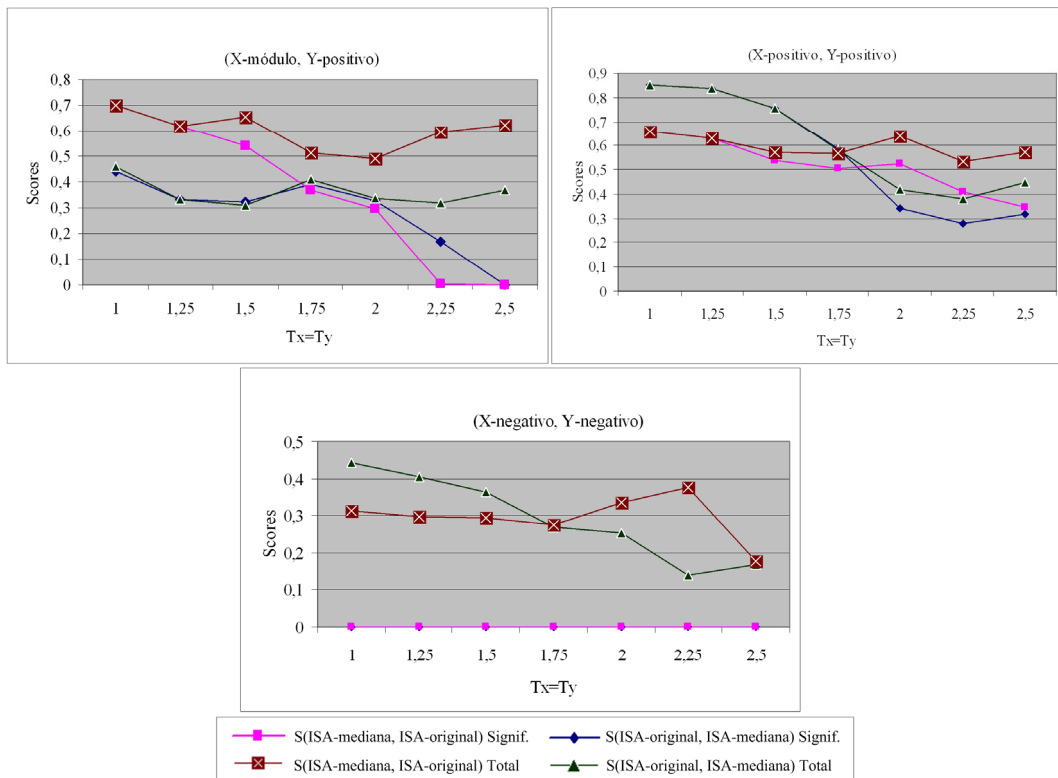 (X-módulo, Y-positivo)
0,8
0,7
0,6
0,5
0,4
0,3
0,2
0,1
0
Scores
1 1,25 1,5 1,75 2 2,25 2,5
Tx=Ty
(X-positivo, Y-positivo)
0,9
0,8
0,7
0,6
0,5
0,4
0,3
0,2
0,1
0
Scores
1 1,25 1,5 1,75 2 2,25 2,5
Tx=Ty
(X-negativo, Y-negativo)
0,5
0,4
0,3
0,2
0,1
0
Scores
1 1,25 1,5 1,75 2 2,25 2,5
Tx=Ty
S(ISA-mediana, ISA-original) Signif. S(ISA-original, ISA-mediana) Signif.
S(ISA-mediana, ISA-original) Total S(ISA-original, ISA-mediana) Total